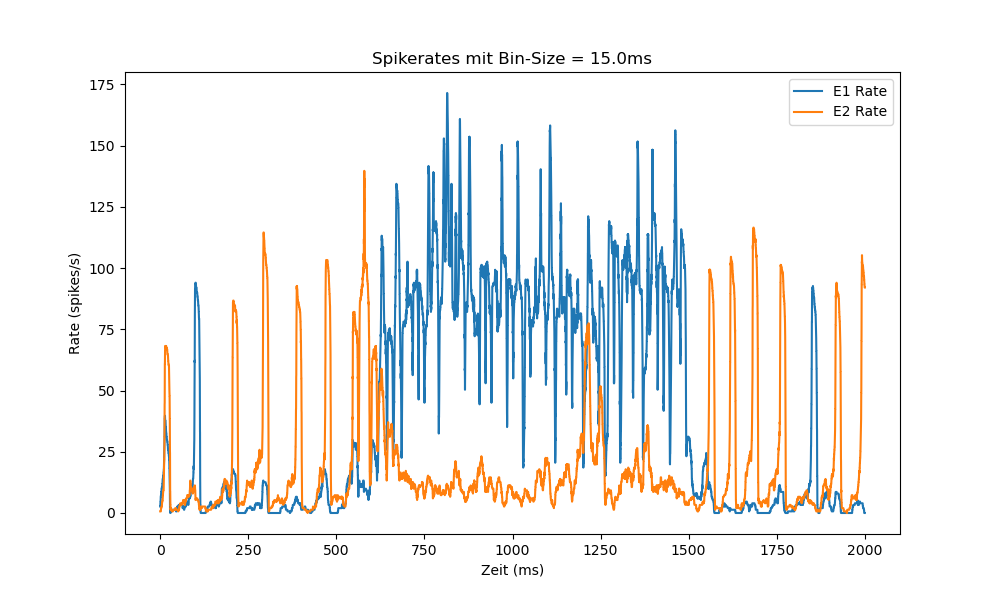 Spikerates mit Bin-Size = 15.0ms
E1 Rate
E2 Rate
175
150
125
100
75
50
25
0
Rate (spikes/s)
0 250 500 750 1000 1250 1500 1750 2000
Zeit (ms)